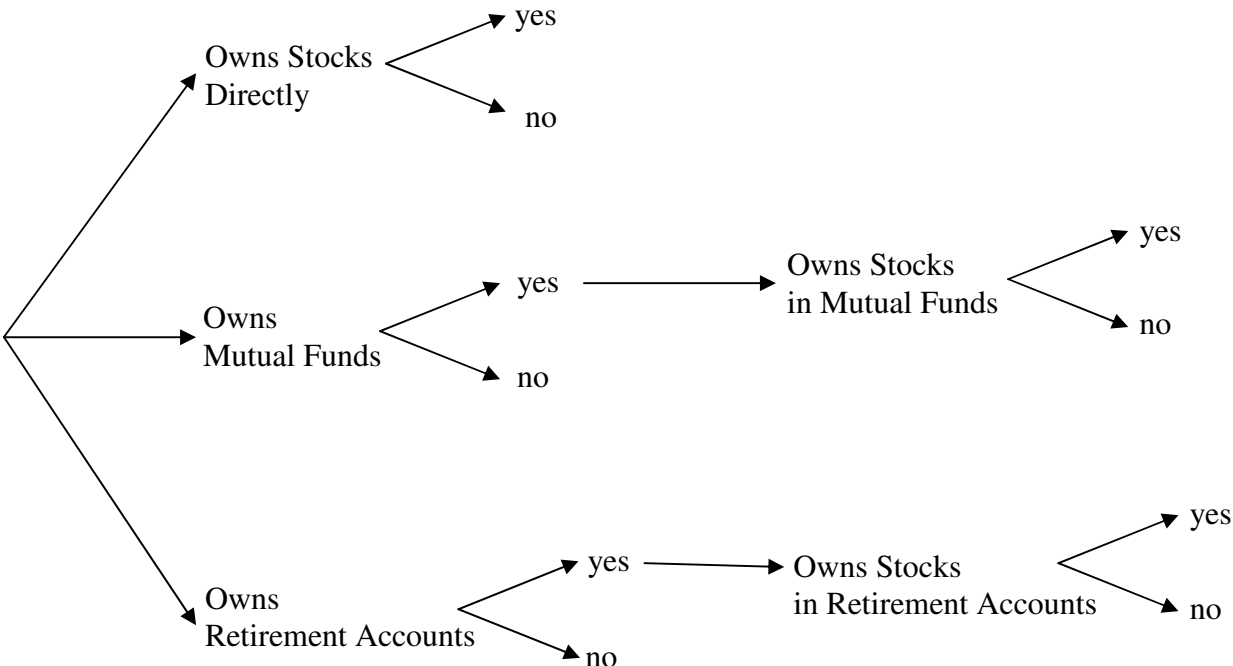 yes
Owns Stocks
Directly
no
yes
Owns Stocks
in Mutual Funds
yes
no
Owns
Mutual Funds
no
yes
yes
Owns Stocks
in Retirement Accounts
no
Owns
Retirement Accounts
no